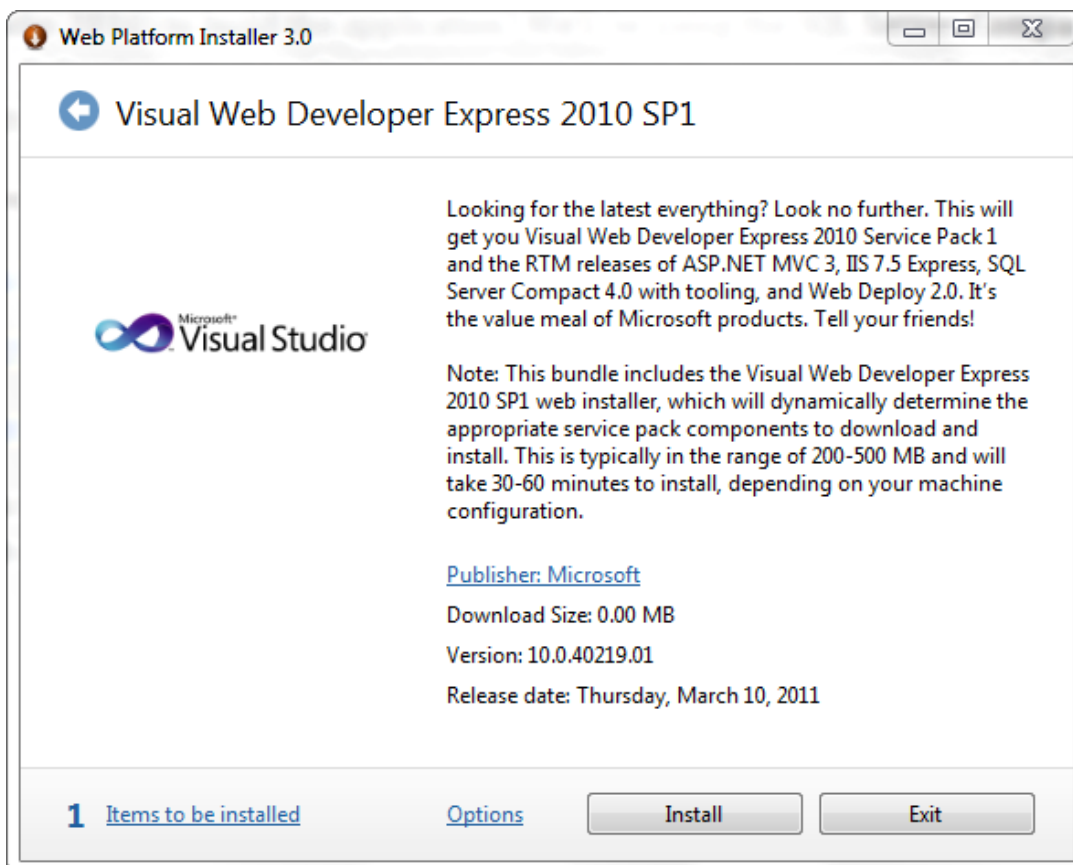 Web Platform Installer 3.0
Visual Web Developer Express 2010 SP1
Looking for the latest everything? Look no further. This will
get you Visual Web Developer Express 2010 Service Pack 1
and the RTM releases of ASP.NET MVC 3, IIS 7.5 Express, SQL
Server Compact 4.0 with tooling, and Web Deploy 2.0. It's
the value meal of Microsoft products. Tell your friends!
Microsoft®
Visual Studio
Note: This bundle includes the Visual Web Developer Express
2010 SP1 web installer, which will dynamically determine the
appropriate service pack components to download and
install. This is typically in the range of 200-500 MB and will
take 30-60 minutes to install, depending on your machine
configuration.
Publisher: Microsoft
Download Size: 0.00 MB
Version: 10.0.40219.01
Release date: Thursday, March 10, 2011
1 Items to be installed Options Install Exit